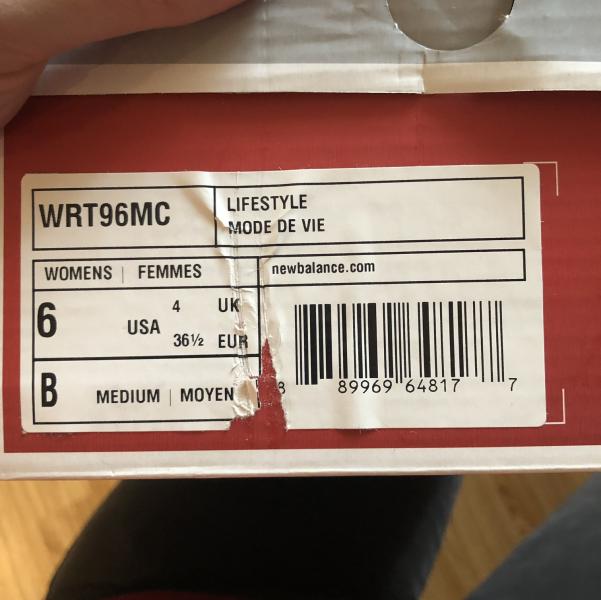 WRT96MC
LIFESTYLE
MODE DE VIE
WOMENS | FEMMES
newbalance.com
6
USA
4 UK
36½ EUR
B
MEDIUM | MOYEN
8 89969 64817 7